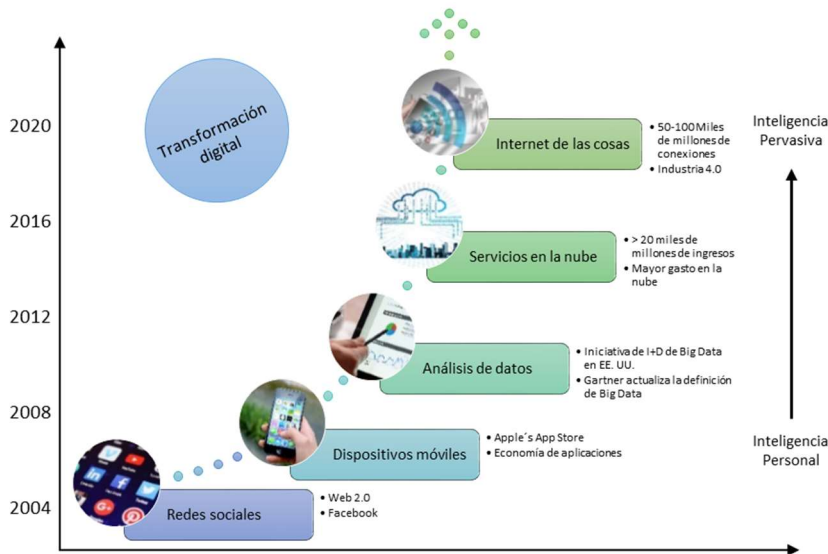 Transformación
digital
2020
2016
2012
2008
2004
Internet de las cosas
• 50-100 Miles
de millones de
conexiones
• Industria 4.0
Servicios en la nube
• > 20 miles de
millones de ingresos
• Mayor gasto en la
nube
Análisis de datos
• Iniciativa de I+D de Big Data
en EE. UU.
• Gartner actualiza la definición
de Big Data
Dispositivos móviles
• Apple´s App Store
• Economía de aplicaciones
Redes sociales
• Web 2.0
• Facebook
Inteligencia
Pervasiva
Inteligencia
Personal